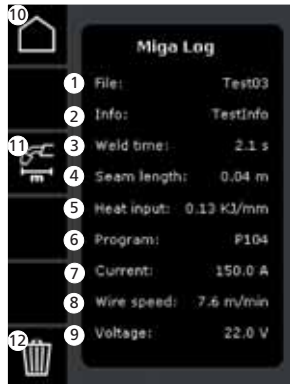 10
Miga Log
1 File: Test03
2 Info: TestInfo
11
3 Weld time: 2.1 s
4 Seam length: 0.04 m
m
5 Heat input: 0.13 KJ/mm
6 Program: P104
7 Current: 150.0 A
8 Wire speed: 7.6 m/min
9 Voltage: 22.0 V
12